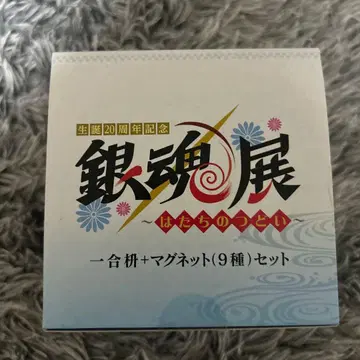 生誕20周年記念
銀魂展
～はたちのつどい～
一合枡+マグネット(9種)セット